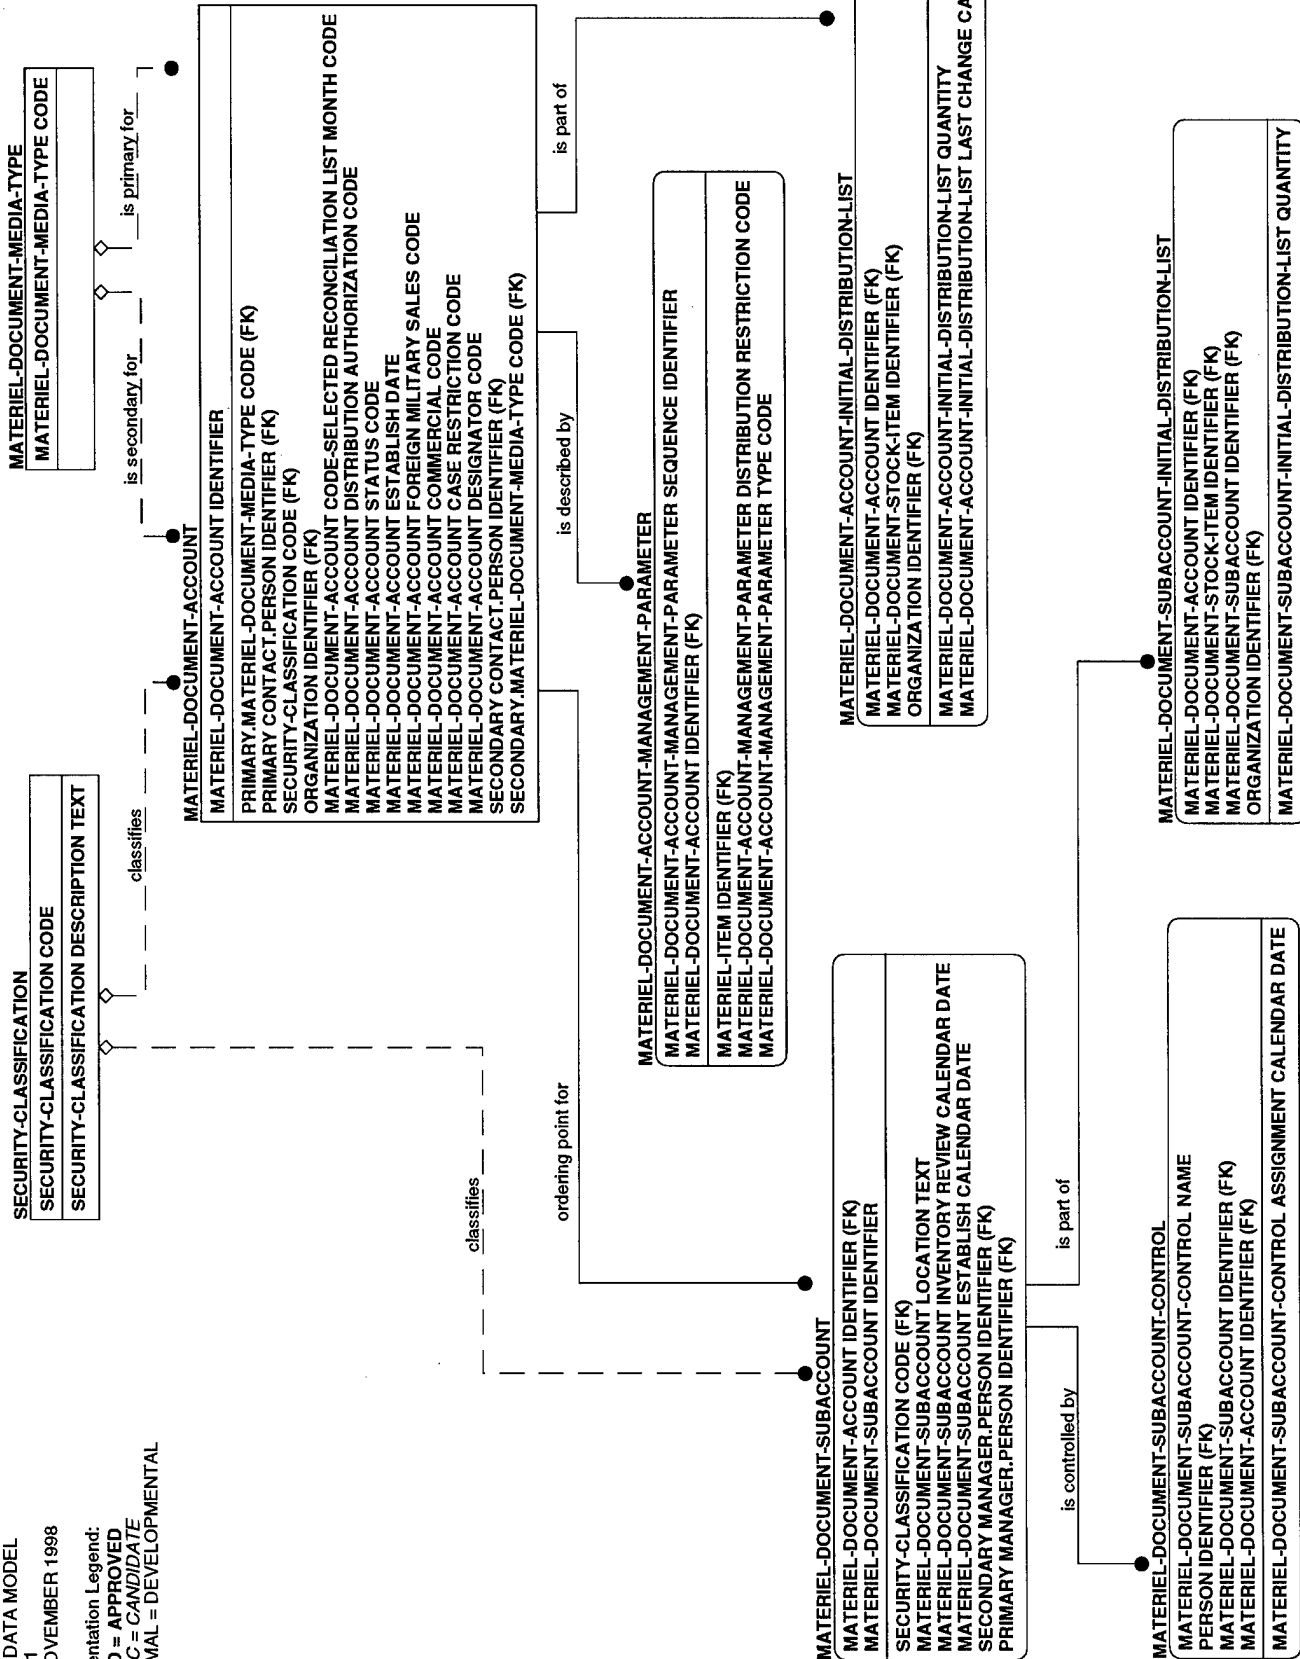 DATA MODEL
1
OVEMBER 1998
entation Legend:
D = APPROVED
C = CANDIDATE
MAL = DEVELOPMENTAL
SECURITY-CLASSIFICATION
SECURITY-CLASSIFICATION CODE
SECURITY-CLASSIFICATION DESCRIPTION TEXT
MATERIEL-DOCUMENT-MEDIA-TYPE
MATERIEL-DOCUMENT-MEDIA-TYPE CODE
classifies
classifies
is secondary for
is primary for
MATERIEL-DOCUMENT-ACCOUNT
MATERIEL-DOCUMENT-ACCOUNT IDENTIFIER
PRIMARY.MATERIEL-DOCUMENT-MEDIA-TYPE CODE (FK)
PRIMARY CONTACT.PERSON IDENTIFIER (FK)
SECURITY-CLASSIFICATION CODE (FK)
ORGANIZATION IDENTIFIER (FK)
MATERIEL-DOCUMENT-ACCOUNT CODE-SELECTED RECONCILIATION LIST MONTH CODE
MATERIEL-DOCUMENT-ACCOUNT DISTRIBUTION AUTHORIZATION CODE
MATERIEL-DOCUMENT-ACCOUNT STATUS CODE
MATERIEL-DOCUMENT-ACCOUNT ESTABLISH DATE
MATERIEL-DOCUMENT-ACCOUNT FOREIGN MILITARY SALES CODE
MATERIEL-DOCUMENT-ACCOUNT COMMERCIAL CODE
MATERIEL-DOCUMENT-ACCOUNT CASE RESTRICTION CODE
MATERIEL-DOCUMENT-ACCOUNT DESIGNATOR CODE
SECONDARY CONTACT.PERSON IDENTIFIER (FK)
SECONDARY.MATERIEL-DOCUMENT-MEDIA-TYPE CODE (FK)
ordering point for
is described by
is part of
MATERIEL-DOCUMENT-ACCOUNT-MANAGEMENT-PARAMETER
MATERIEL-DOCUMENT-ACCOUNT-MANAGEMENT-PARAMETER SEQUENCE IDENTIFIER
MATERIEL-DOCUMENT-ACCOUNT IDENTIFIER (FK)
MATERIEL-ITEM IDENTIFIER (FK)
MATERIEL-DOCUMENT-ACCOUNT-MANAGEMENT-PARAMETER DISTRIBUTION RESTRICTION CODE
MATERIEL-DOCUMENT-ACCOUNT-MANAGEMENT-PARAMETER TYPE CODE
MATERIEL-DOCUMENT-SUBACCOUNT
MATERIEL-DOCUMENT-ACCOUNT IDENTIFIER (FK)
MATERIEL-DOCUMENT-SUBACCOUNT IDENTIFIER
SECURITY-CLASSIFICATION CODE (FK)
MATERIEL-DOCUMENT-SUBACCOUNT LOCATION TEXT
MATERIEL-DOCUMENT-SUBACCOUNT INVENTORY REVIEW CALENDAR DATE
MATERIEL-DOCUMENT-SUBACCOUNT ESTABLISH CALENDAR DATE
SECONDARY MANAGER.PERSON IDENTIFIER (FK)
PRIMARY MANAGER.PERSON IDENTIFIER (FK)
MATERIEL-DOCUMENT-ACCOUNT-INITIAL-DISTRIBUTION-LIST
MATERIEL-DOCUMENT-ACCOUNT IDENTIFIER (FK)
MATERIEL-DOCUMENT-STOCK-ITEM IDENTIFIER (FK)
ORGANIZATION IDENTIFIER (FK)
MATERIEL-DOCUMENT-ACCOUNT-INITIAL-DISTRIBUTION-LIST QUANTITY
MATERIEL-DOCUMENT-ACCOUNT-INITIAL-DISTRIBUTION-LIST LAST CHANGE CA
is controlled by
is part of
MATERIEL-DOCUMENT-SUBACCOUNT-CONTROL
MATERIEL-DOCUMENT-SUBACCOUNT-CONTROL NAME
PERSON IDENTIFIER (FK)
MATERIEL-DOCUMENT-SUBACCOUNT IDENTIFIER (FK)
MATERIEL-DOCUMENT-ACCOUNT IDENTIFIER (FK)
MATERIEL-DOCUMENT-SUBACCOUNT-CONTROL ASSIGNMENT CALENDAR DATE
MATERIEL-DOCUMENT-SUBACCOUNT-INITIAL-DISTRIBUTION-LIST
MATERIEL-DOCUMENT-ACCOUNT IDENTIFIER (FK)
MATERIEL-DOCUMENT-STOCK-ITEM IDENTIFIER (FK)
MATERIEL-DOCUMENT-SUBACCOUNT IDENTIFIER (FK)
ORGANIZATION IDENTIFIER (FK)
MATERIEL-DOCUMENT-SUBACCOUNT-INITIAL-DISTRIBUTION-LIST QUANTITY